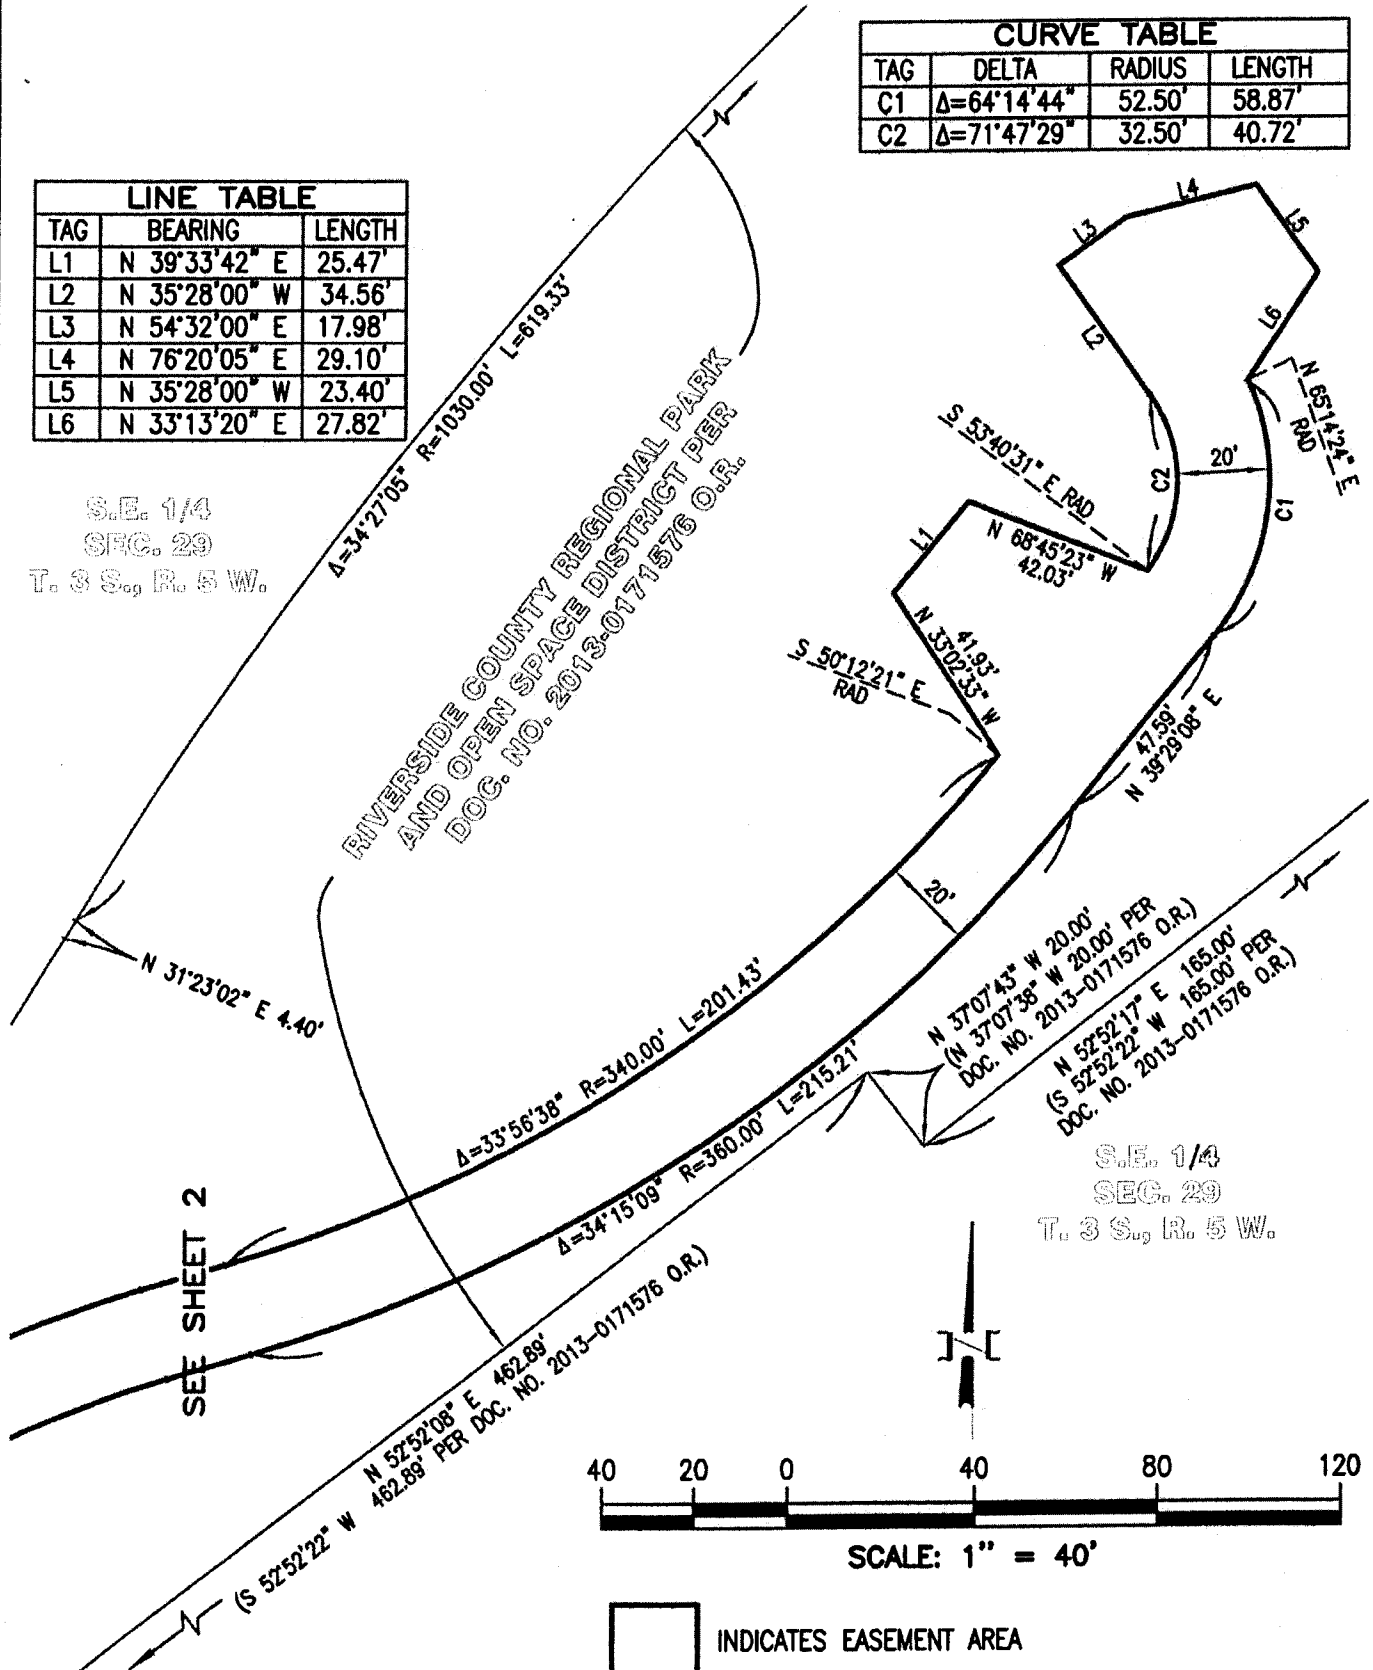 CURVE TABLE
TAG DELTA RADIUS LENGTH
C1 Δ=64°14'44" 52.50' 58.87'
C2 Δ=71°47'29" 32.50' 40.72'
LINE TABLE
TAG BEARING LENGTH
L1 N 39°33'42" E 25.47'
L2 N 35°28'00" W 34.56'
L3 N 54°32'00" E 17.98'
L4 N 76°20'05" E 29.10'
L5 N 35°28'00" W 23.40'
L6 N 33°13'20" E 27.82'
N
L3
L4
L5
L2
L6
N 65°14'24" E
RAD
Δ=34°27'05" R=1030.00' L=619.33'
S.E. 1/4
SEC. 29
T. 3 S., R. 5 W.
RIVERSIDE COUNTY REGIONAL PARK
AND OPEN SPACE DISTRICT PER
DOC. NO. 2013-0171576 O.R.
S 53°40'31" E RAD
20'
C2
C1
L1
N 68°45'23" W
42.03'
41.93'
N 33°02'33" W
S 50°12'21" E
RAD
47.59'
N 39°29'08" E
20'
N 31°23'02" E 4.40'
N
N 37°07'43" W 20.00'
(N 37°07'38" W 20.00' PER
DOC. NO. 2013-0171576 O.R.)
N 52°52'17" E 165.00'
(S 52°52'22" W 165.00' PER
DOC. NO. 2013-0171576 O.R.)
Δ=33°56'38" R=340.00' L=201.43'
Δ=34°15'09" R=360.00' L=215.21'
S.E. 1/4
SEC. 29
T. 3 S., R. 5 W.
SEE SHEET 2
N 52°52'08" E 462.89'
(S 52°52'22" W 462.89' PER DOC. NO. 2013-0171576 O.R.)
N
N
40 20 0 40 80 120
SCALE: 1" = 40'
INDICATES EASEMENT AREA